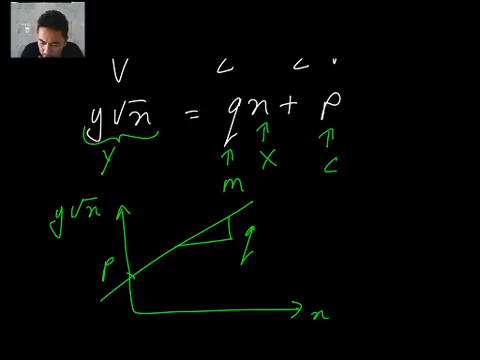 V C C
y√x = qx + p
Y m X C
y√x
p
q
x